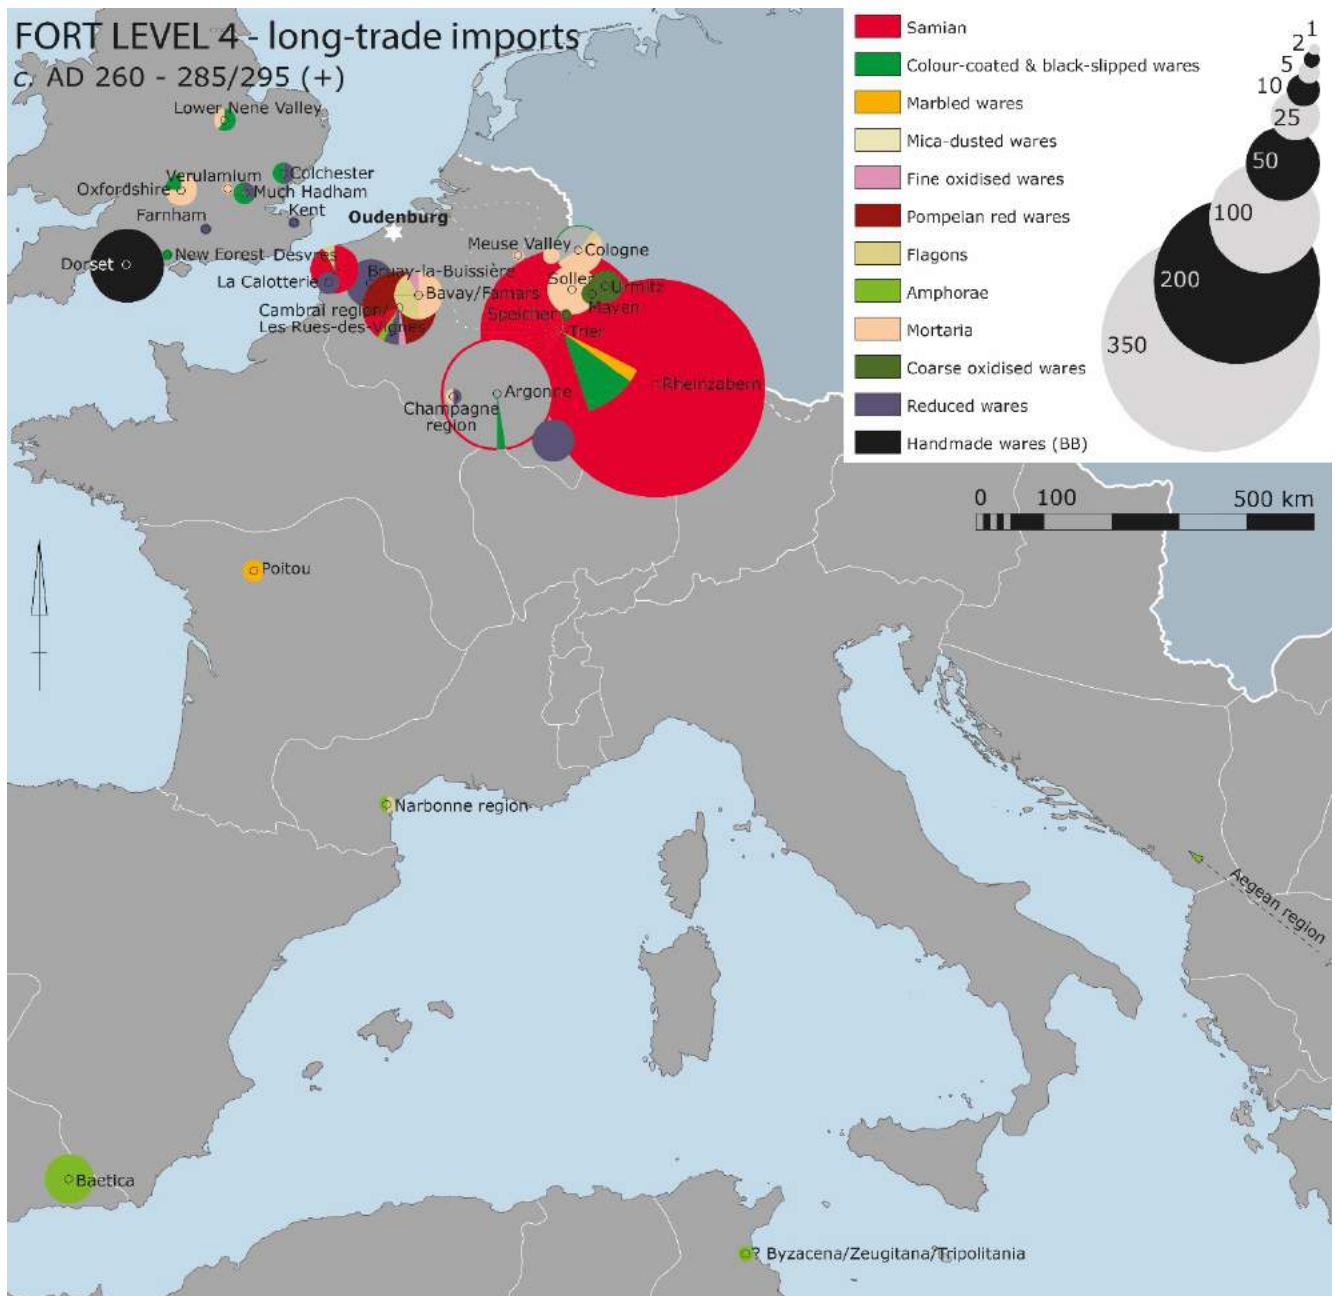 FORT LEVEL 4 - long-trade imports
c. AD 260 - 285/295 (+)
Samian
Colour-coated & black-slipped wares
Marbled wares
Mica-dusted wares
Fine oxidised wares
Pompeian red wares
Flagons
Amphorae
Mortaria
Coarse oxidised wares
Reduced wares
Handmade wares (BB)
1
2
5
10
25
50
100
200
350
0 100 500 km
Lower Nene Valley
Verulamium
Colchester
Oxfordshire
Much Hadham
Farnham
Kent
Oudenburg
Dorset
New Forest
Desvres
La Calotterie
Bruay-la-Buissière
Bavay/Famars
Cambrai region/
Les Rues-des-Vignes
Meuse Valley
Cologne
Soller
Urmitz
Mayen
Speicher
Trier
Rheinzabern
Argonne
Champagne
region
Poitou
Narbonne region
Aegean region
Baetica
? Byzacena/Zeugitana/Tripolitania